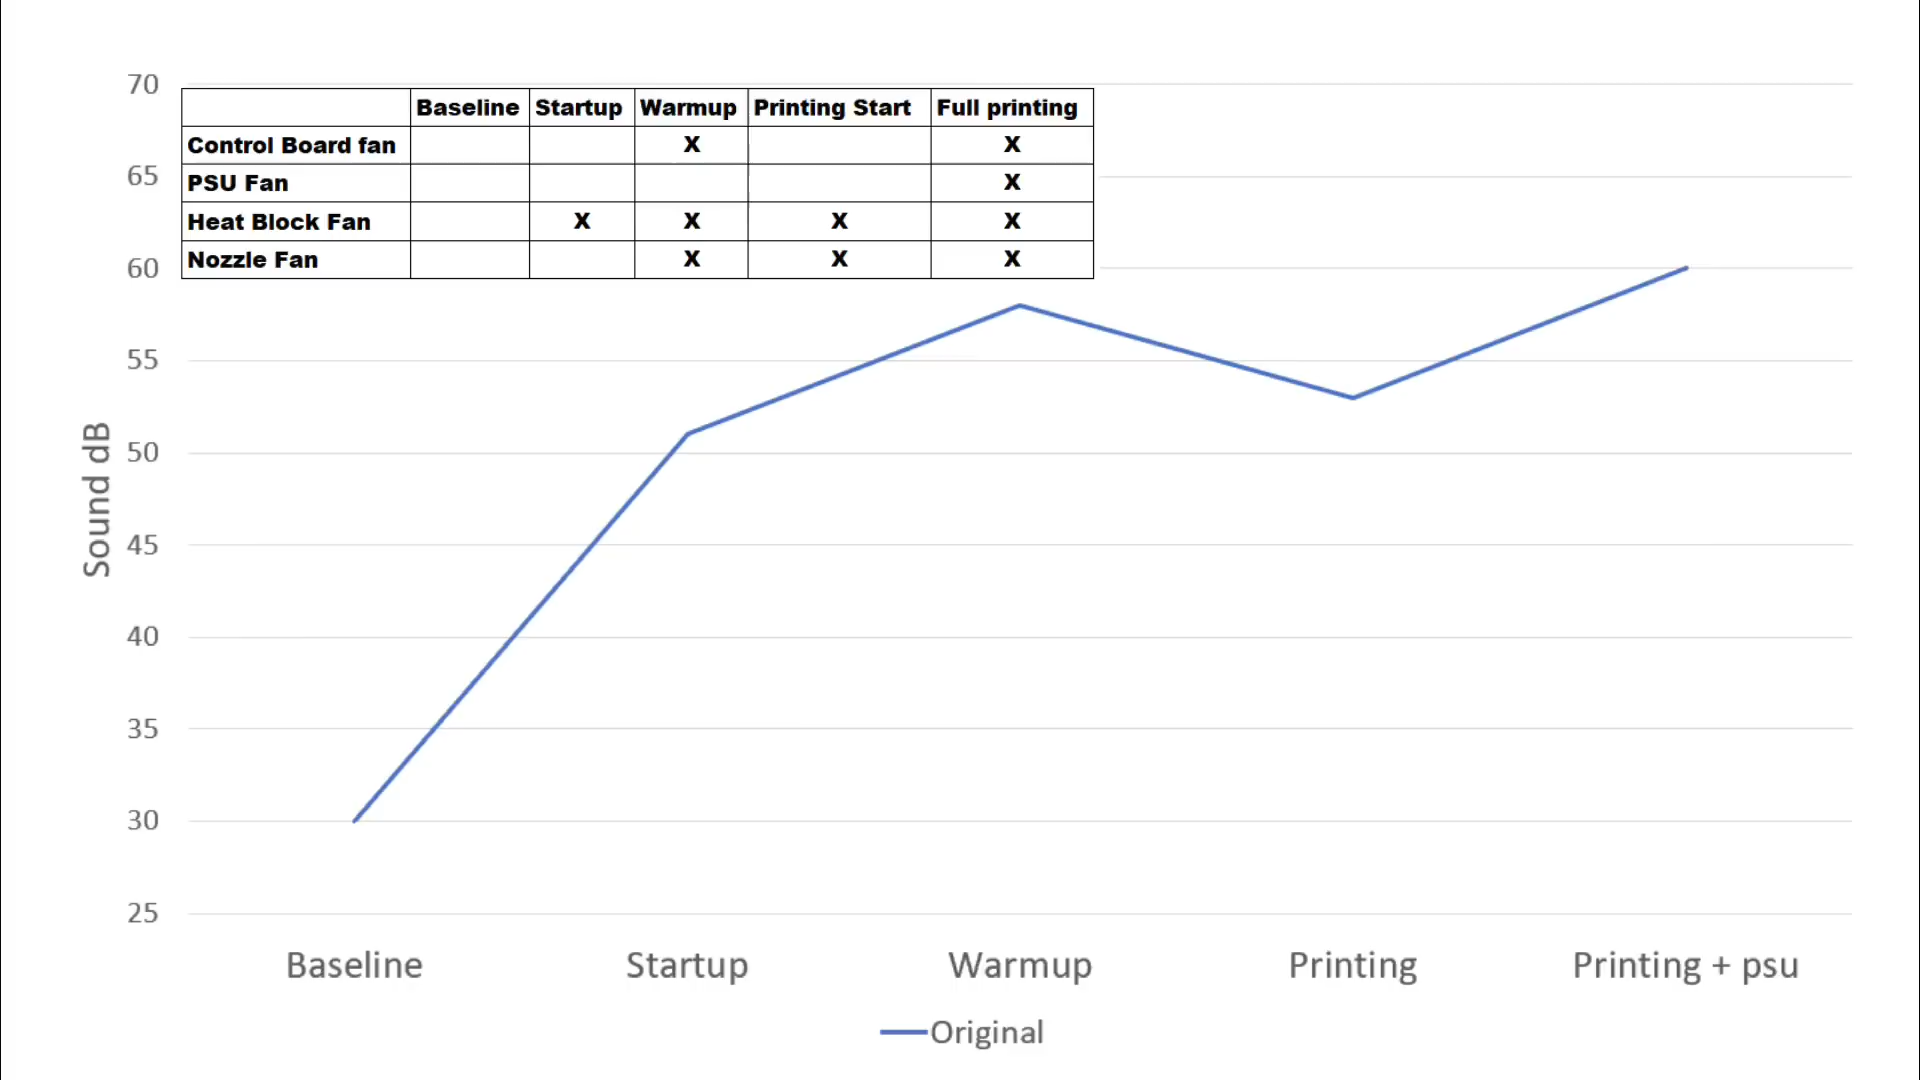 70
Baseline Startup Warmup Printing Start Full printing
Control Board fan X X
65
PSU Fan X
Heat Block Fan X X X X
60
Nozzle Fan X X X
55
50
45
40
35
30
25
Sound dB
Baseline Startup Warmup Printing Printing + psu
Original